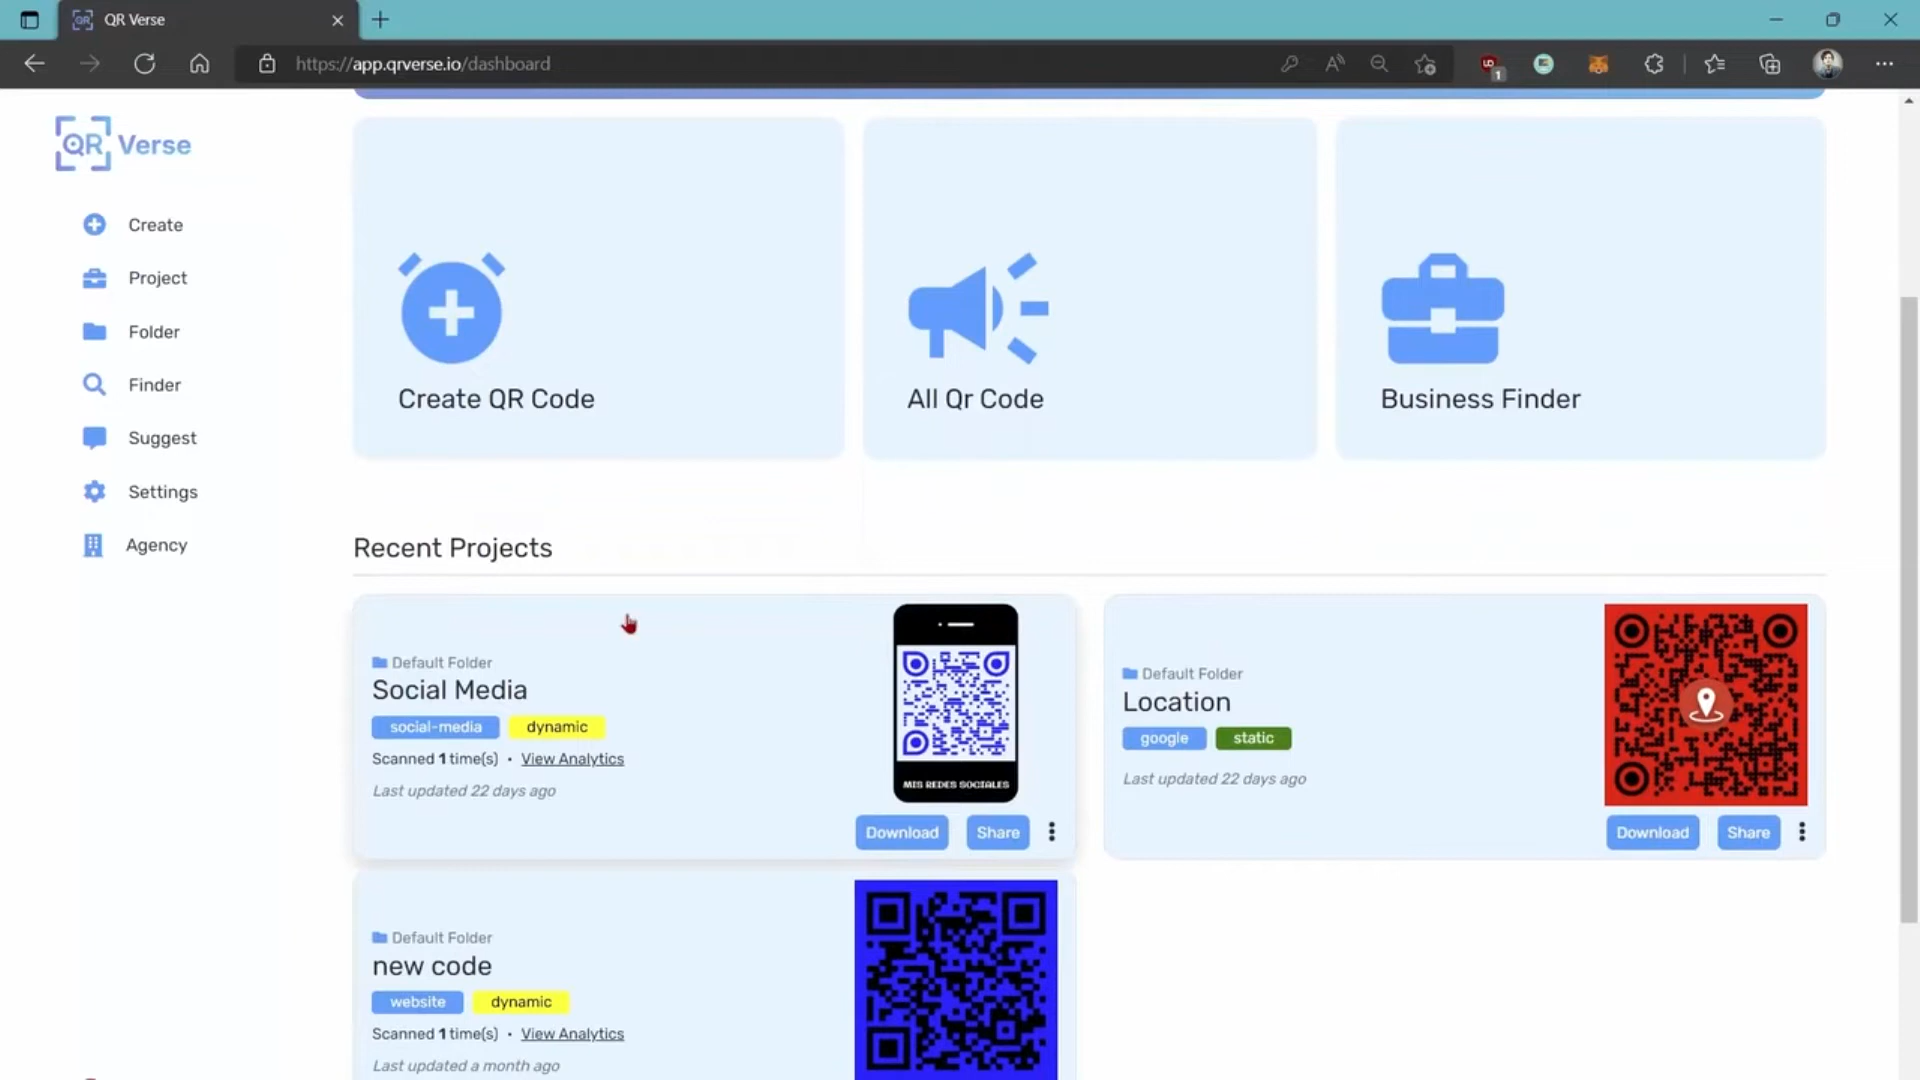 QR Verse
https://app.qrverse.io/dashboard
1
QR Verse
Create
Project
Folder
Finder
Suggest
Settings
Agency
Create QR Code
All Qr Code
Business Finder
Recent Projects
Default Folder
Social Media
social-media dynamic
Scanned 1 time(s) · View Analytics
Last updated 22 days ago
MIS REDES SOCIALES
Download Share
Default Folder
Location
google static
Last updated 22 days ago
Download Share
Default Folder
new code
website dynamic
Scanned 1 time(s) · View Analytics
Last updated a month ago